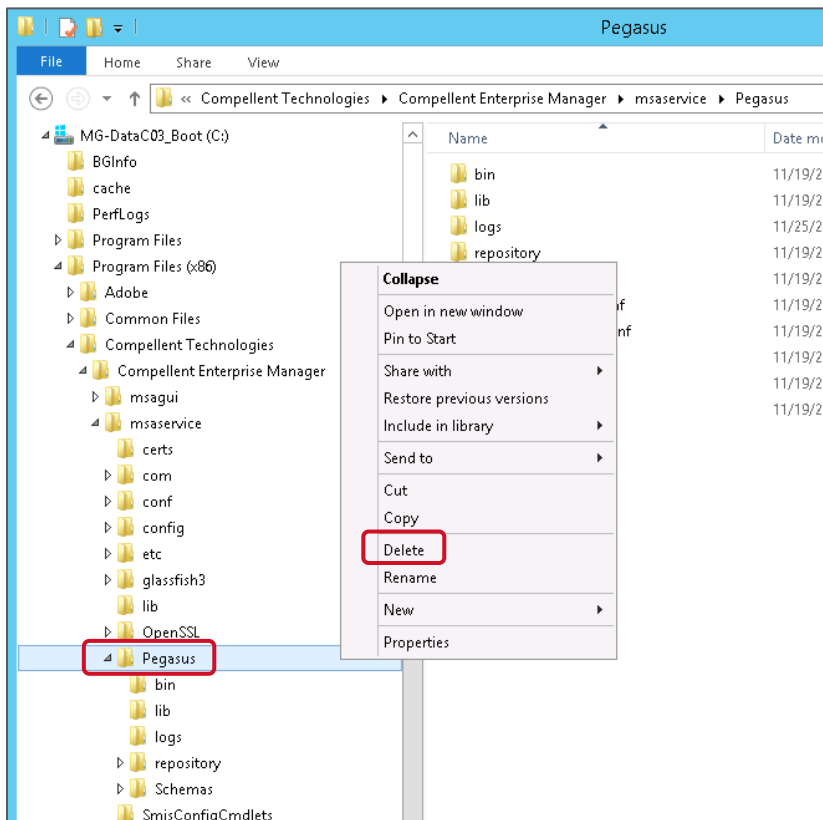 Pegasus
File Home Share View
« Compellent Technologies Compellent Enterprise Manager msaservice Pegasus
MG-DataC03_Boot (C:)
BGInfo
cache
PerfLogs
Program Files
Program Files (x86)
Adobe
Common Files
Compellent Technologies
Compellent Enterprise Manager
msagui
msaservice
certs
com
conf
config
etc
glassfish3
lib
OpenSSL
Pegasus
bin
lib
logs
repository
Schemas
SmisConfigCmdlets
Name Date
bin 11/19/2
lib 11/19/2
logs 11/25/2
repository 11/19/2
11/19/2
11/19/2
nf 11/19/2
11/19/2
11/19/2
11/19/2
Collapse
Open in new window
Pin to Start
Share with
Restore previous versions
Include in library
Send to
Cut
Copy
Delete
Rename
New
Properties